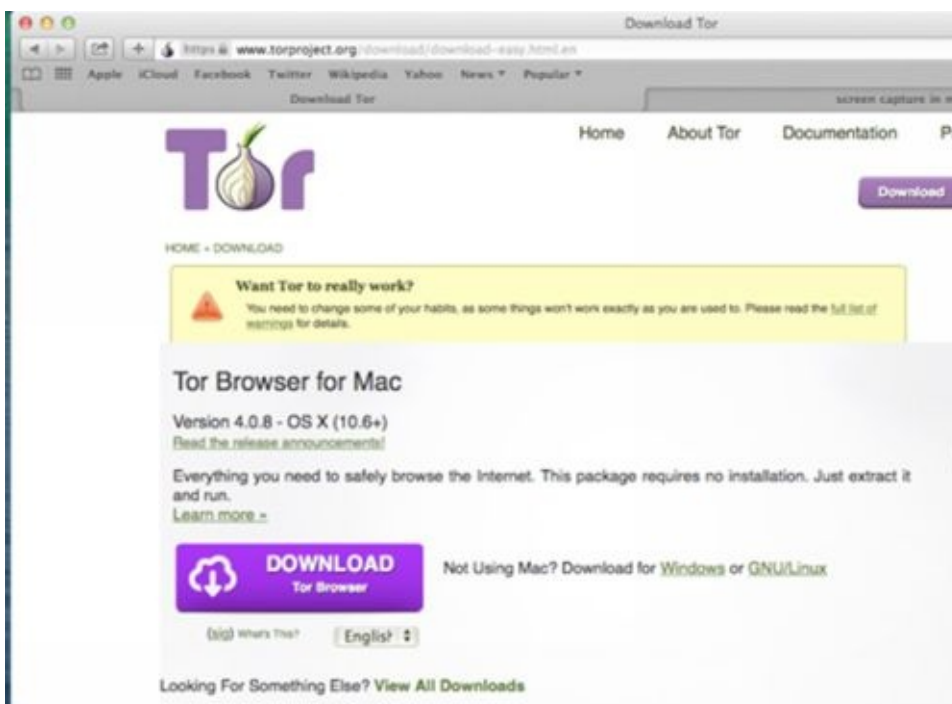 Download Tor
https www.torproject.org/download/download-easy.html.en
Apple iCloud Facebook Twitter Wikipedia Yahoo News Popular
Download Tor screen capture in
Tor
Home About Tor Documentation
Download
HOME » DOWNLOAD
Want Tor to really work?
You need to change some of your habits, as some things won't work exactly as you are used to. Please read the full list of
warnings for details.
Tor Browser for Mac
Version 4.0.8 - OS X (10.6+)
Read the release announcements!
Everything you need to safely browse the Internet. This package requires no installation. Just extract it
and run.
Learn more »
DOWNLOAD
Tor Browser
Not Using Mac? Download for Windows or GNU/Linux
(sig) What's This?
English
Looking For Something Else? View All Downloads